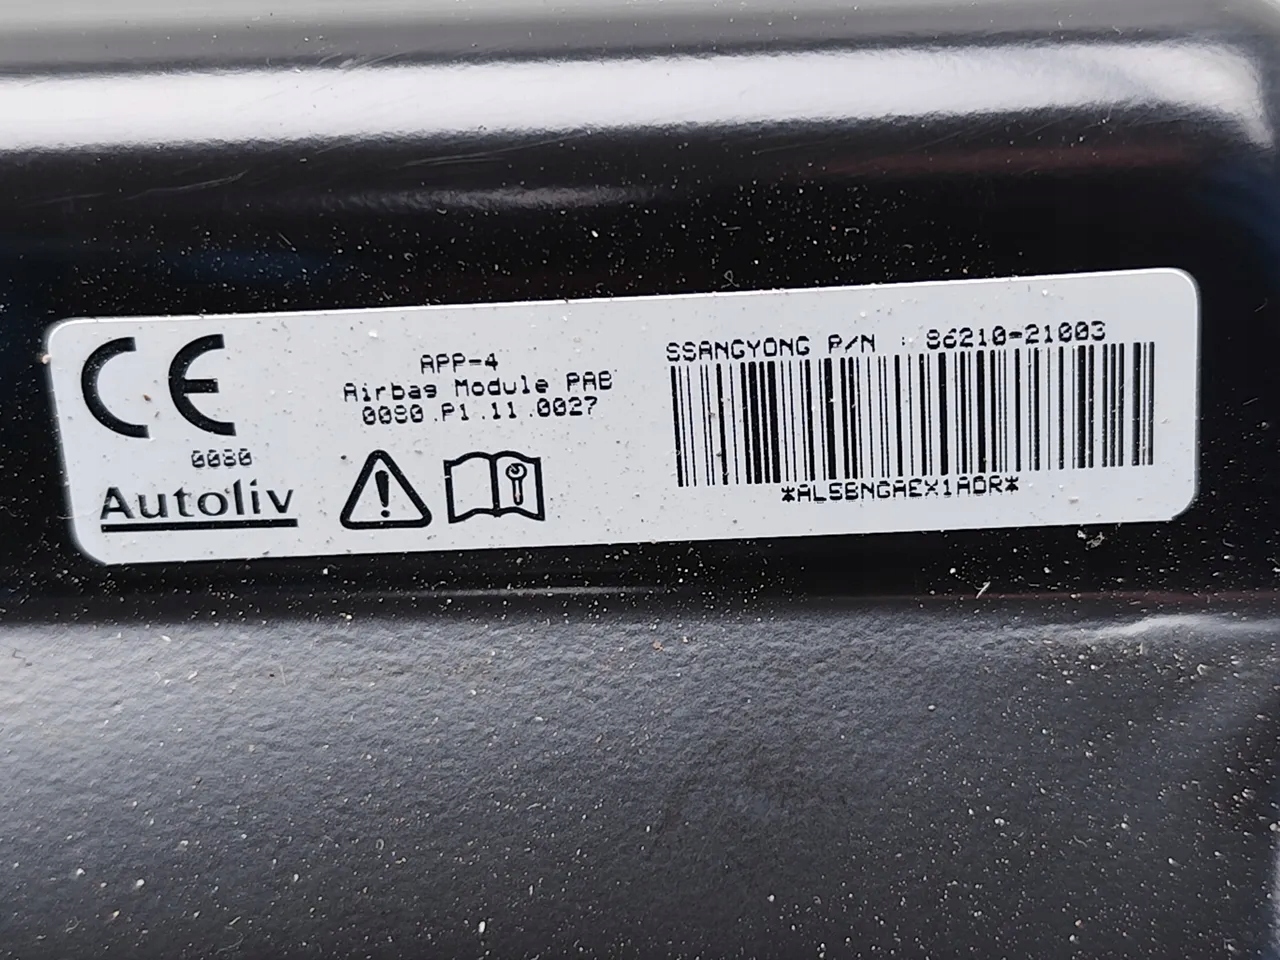 CE
0080
Autoliv
APP-4
Airbag Module PAB
0080.P1.11.0027
SSANGYONG P/N : 86210-21003
*ALSBNGAEX1ADR*